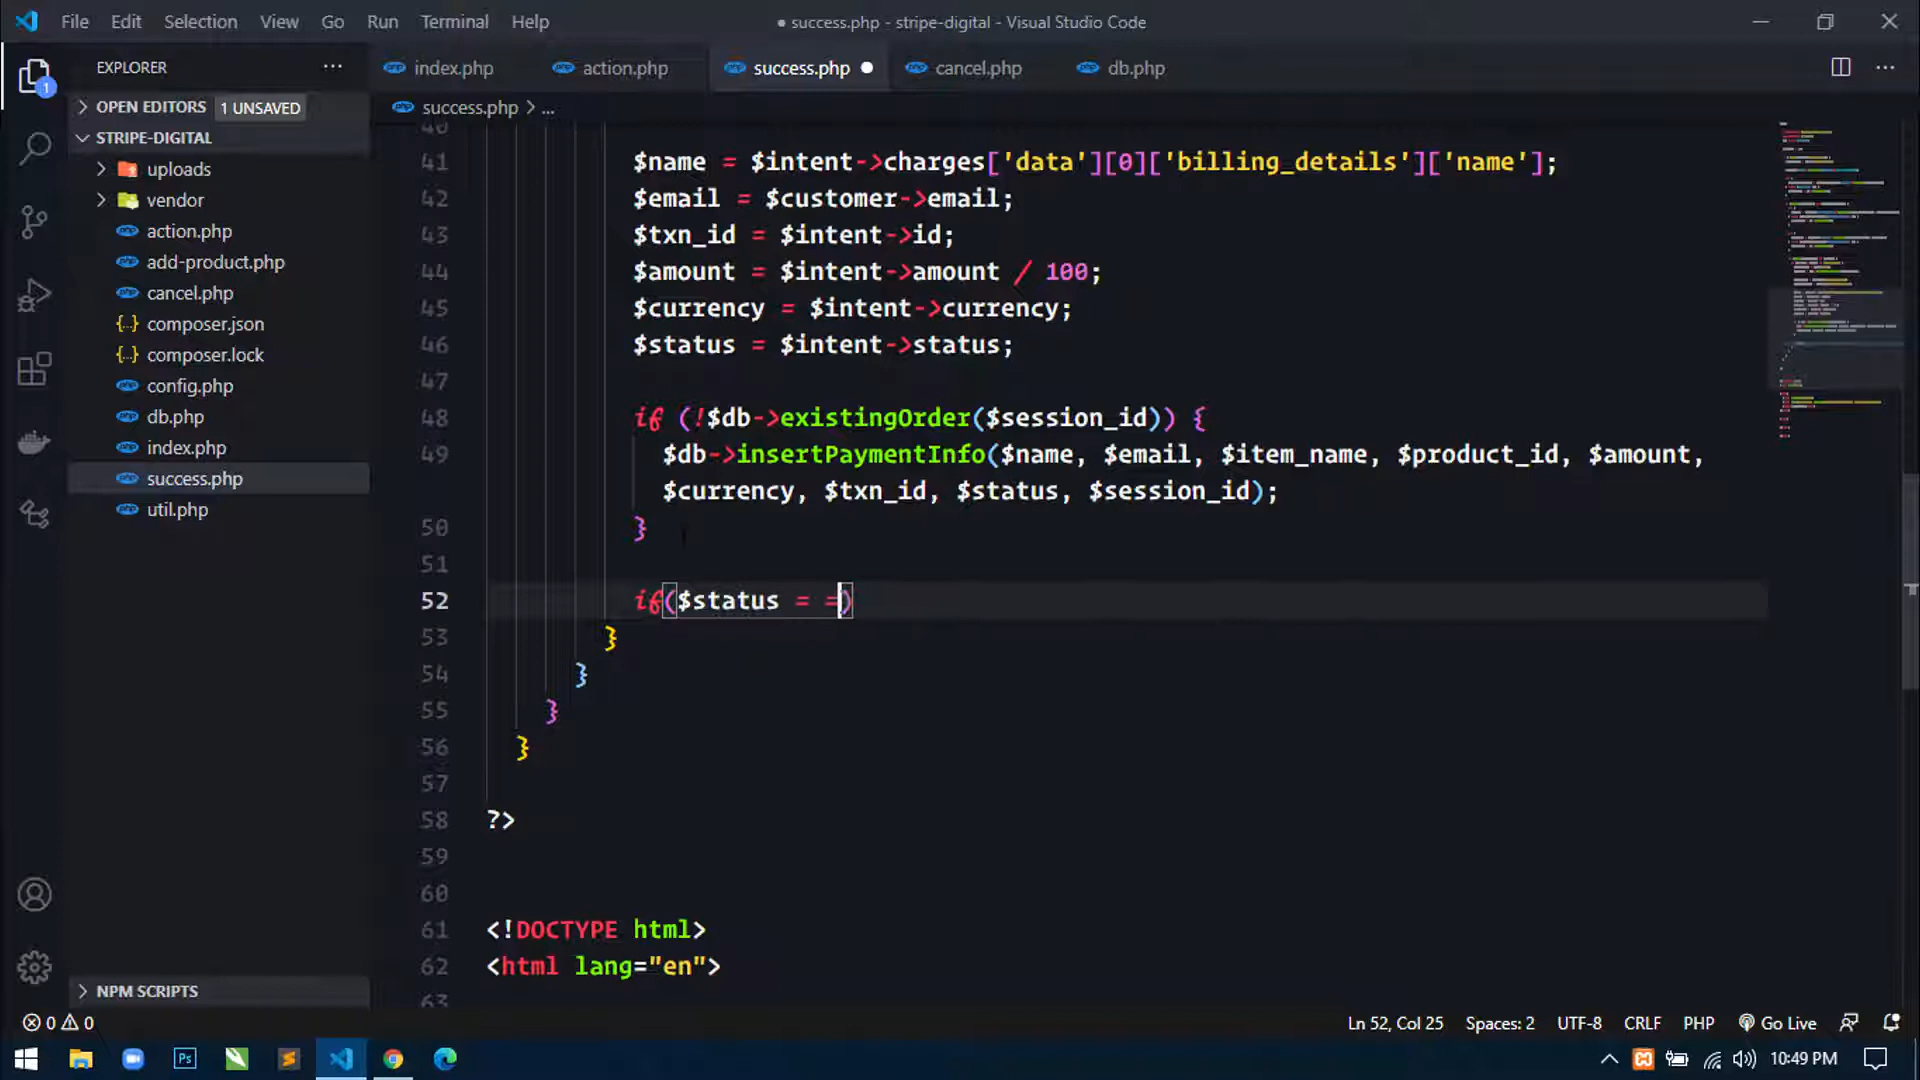 File Edit Selection View Go Run Terminal Help
● success.php - stripe-digital - Visual Studio Code
EXPLORER
index.php
action.php
success.php
cancel.php
db.php
OPEN EDITORS 1 UNSAVED
success.php > ...
STRIPE-DIGITAL
uploads
vendor
action.php
add-product.php
cancel.php
composer.json
composer.lock
config.php
db.php
index.php
success.php
util.php
NPM SCRIPTS
40
41 $name = $intent->charges['data'][0]['billing_details']['name'];
42 $email = $customer->email;
43 $txn_id = $intent->id;
44 $amount = $intent->amount / 100;
45 $currency = $intent->currency;
46 $status = $intent->status;
47
48 if (!$db->existingOrder($session_id)) {
49 $db->insertPaymentInfo($name, $email, $item_name, $product_id, $amount,
$currency, $txn_id, $status, $session_id);
50 }
51
52 if($status = =)
53 }
54 }
55 }
56 }
57
58 ?>
59
60
61 <!DOCTYPE html>
62 <html lang="en">
63
0 0
Ln 52, Col 25 Spaces: 2 UTF-8 CRLF PHP Go Live
1
Ps
10:49 PM